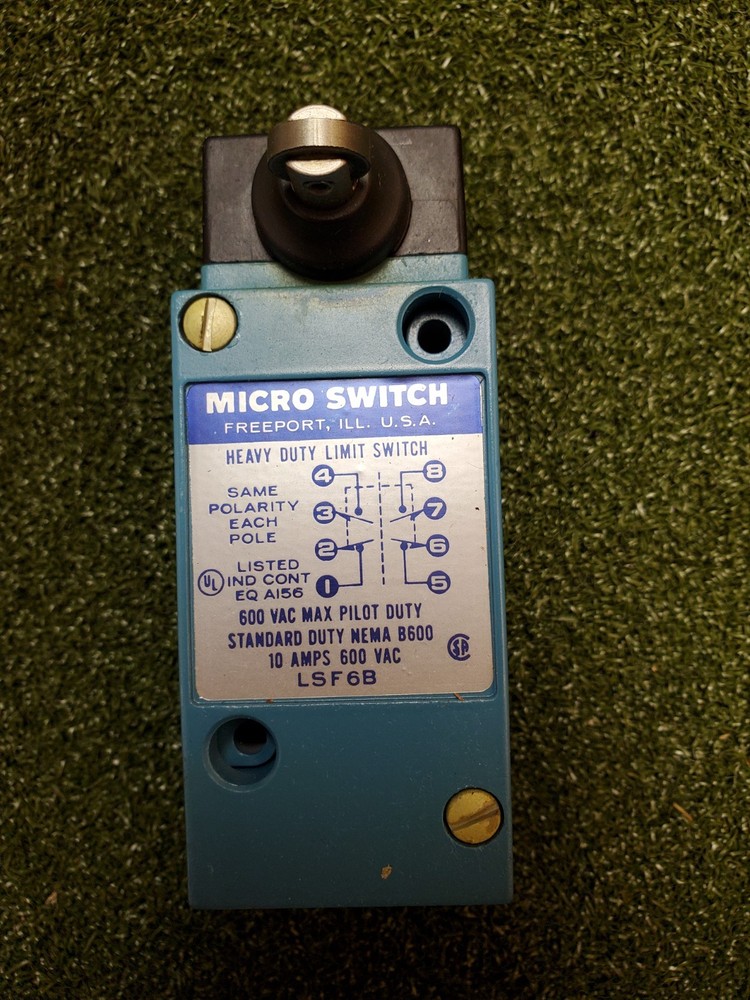 MICRO SWITCH
FREEPORT, ILL. U.S.A.
HEAVY DUTY LIMIT SWITCH
4 8
SAME
POLARITY
EACH
POLE
3 7
2 6
1 5
UL
LISTED
IND CONT
EQ A156
600 VAC MAX PILOT DUTY
STANDARD DUTY NEMA B600
10 AMPS 600 VAC
SA
LSF6B